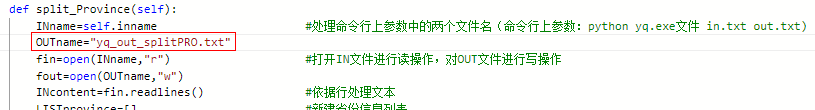 def split_Province(self):
INname=self.inname #处理命令行上参数中的两个文件名（命令行上参数：python yq.exe文件 in.txt out.txt)
OUTname="yq_out_splitPRO.txt"
fin=open(INname,"r") #打开IN文件进行读操作，对OUT文件进行写操作
fout=open(OUTname,"w")
INcontent=fin.readlines() #依据行处理文本
LISTprovince=[] #新建省份信息列表